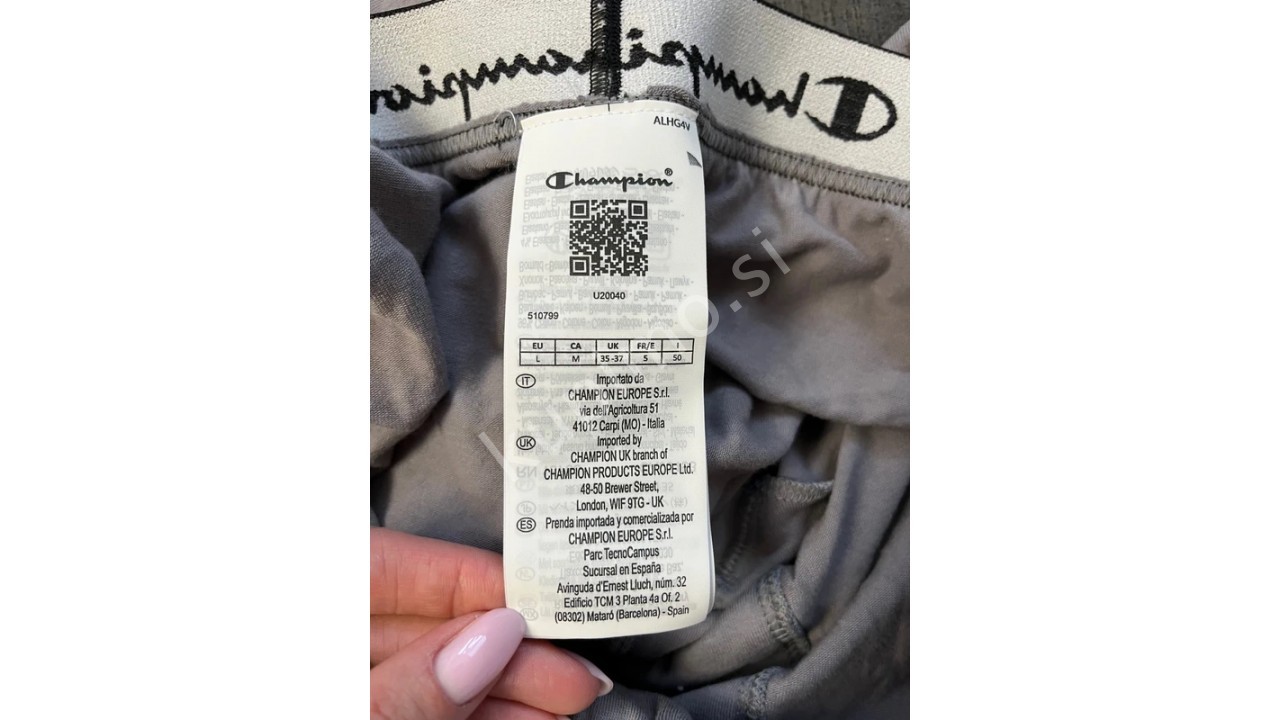 Champion
ALHG4V
Champion®
U20040
510799
EU CA UK FR/E I
L M 35-37 5 50
IT Importato da
CHAMPION EUROPE S.r.l.
via dell'Agricoltura 51
41012 Carpi (MO) - Italia
UK Imported by
CHAMPION UK branch of
CHAMPION PRODUCTS EUROPE Ltd.
48-50 Brewer Street,
London, WIF 9TG - UK
ES Prenda importada y comercializada por
CHAMPION EUROPE S.r.l.
Parc TecnoCampus
Sucursal en España
Avinguda d'Ernest Lluch, núm. 32
Edificio TCM 3 Planta 4a Of. 2
(08302) Mataró (Barcelona) - Spain